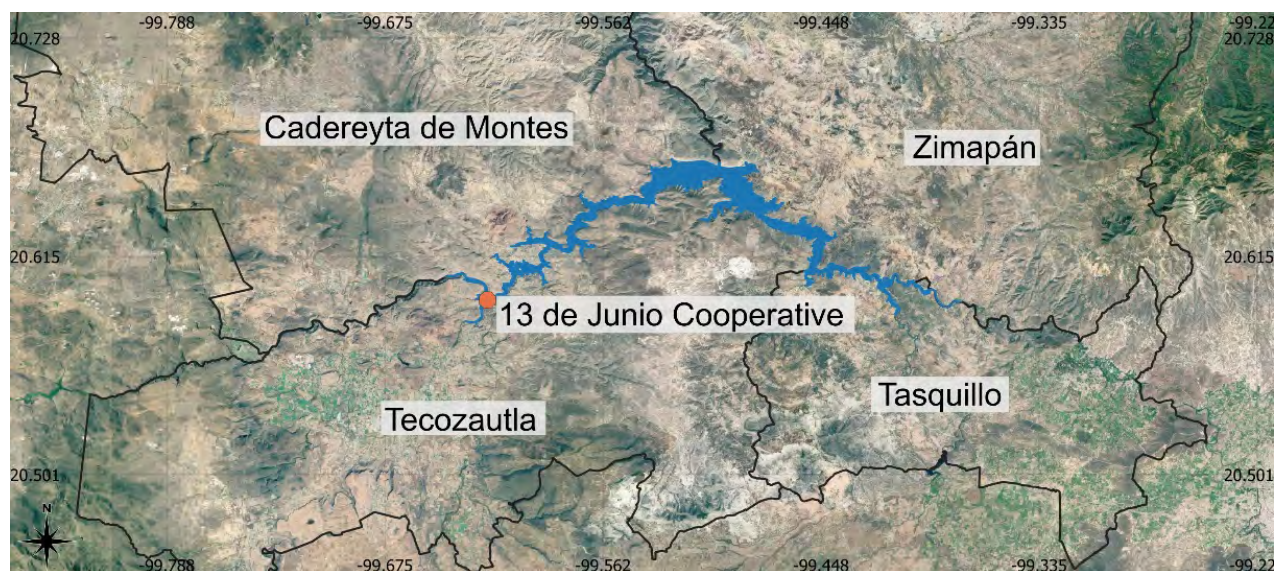 -99.788 -99.675 -99.562 -99.448 -99.335 -99.22
20.728 20.728
Cadereyta de Montes
Zimapán
20.615 20.615
13 de Junio Cooperative
Tasquillo
Tecozautla
20.501 20.501
N
-99.788 -99.675 -99.562 -99.448 -99.335 -99.22